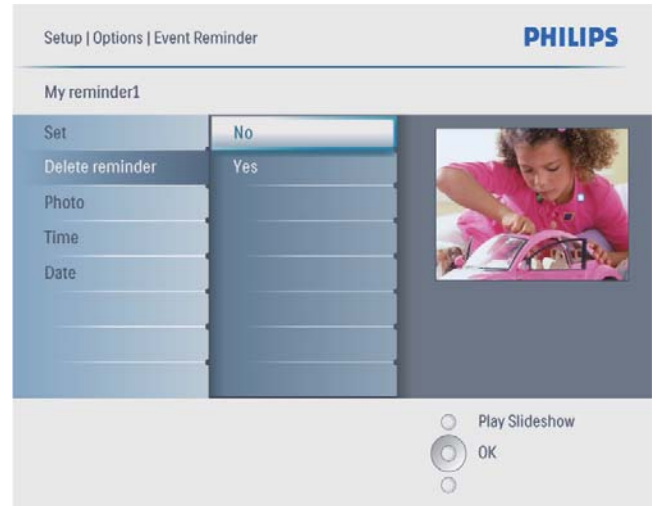 Setup | Options | Event Reminder
PHILIPS
My reminder1
Set
No
Delete reminder
Yes
Photo
Time
Date
Play Slideshow
OK